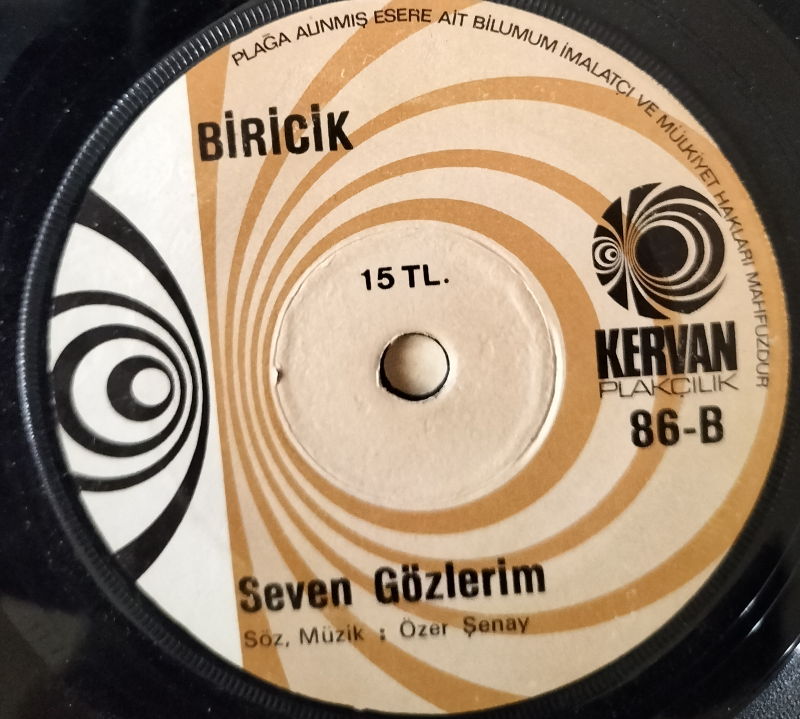 PLAĞA ALINMIŞ ESERE AİT BİLUMUM İMALATÇI VE MÜLKİYET HAKLARI MAHFUZDUR
BİRİCİK
15 TL.
KERVAN
PLAKÇILIK
86-B
Seven Gözlerim
Söz, Müzik : Özer Şenay